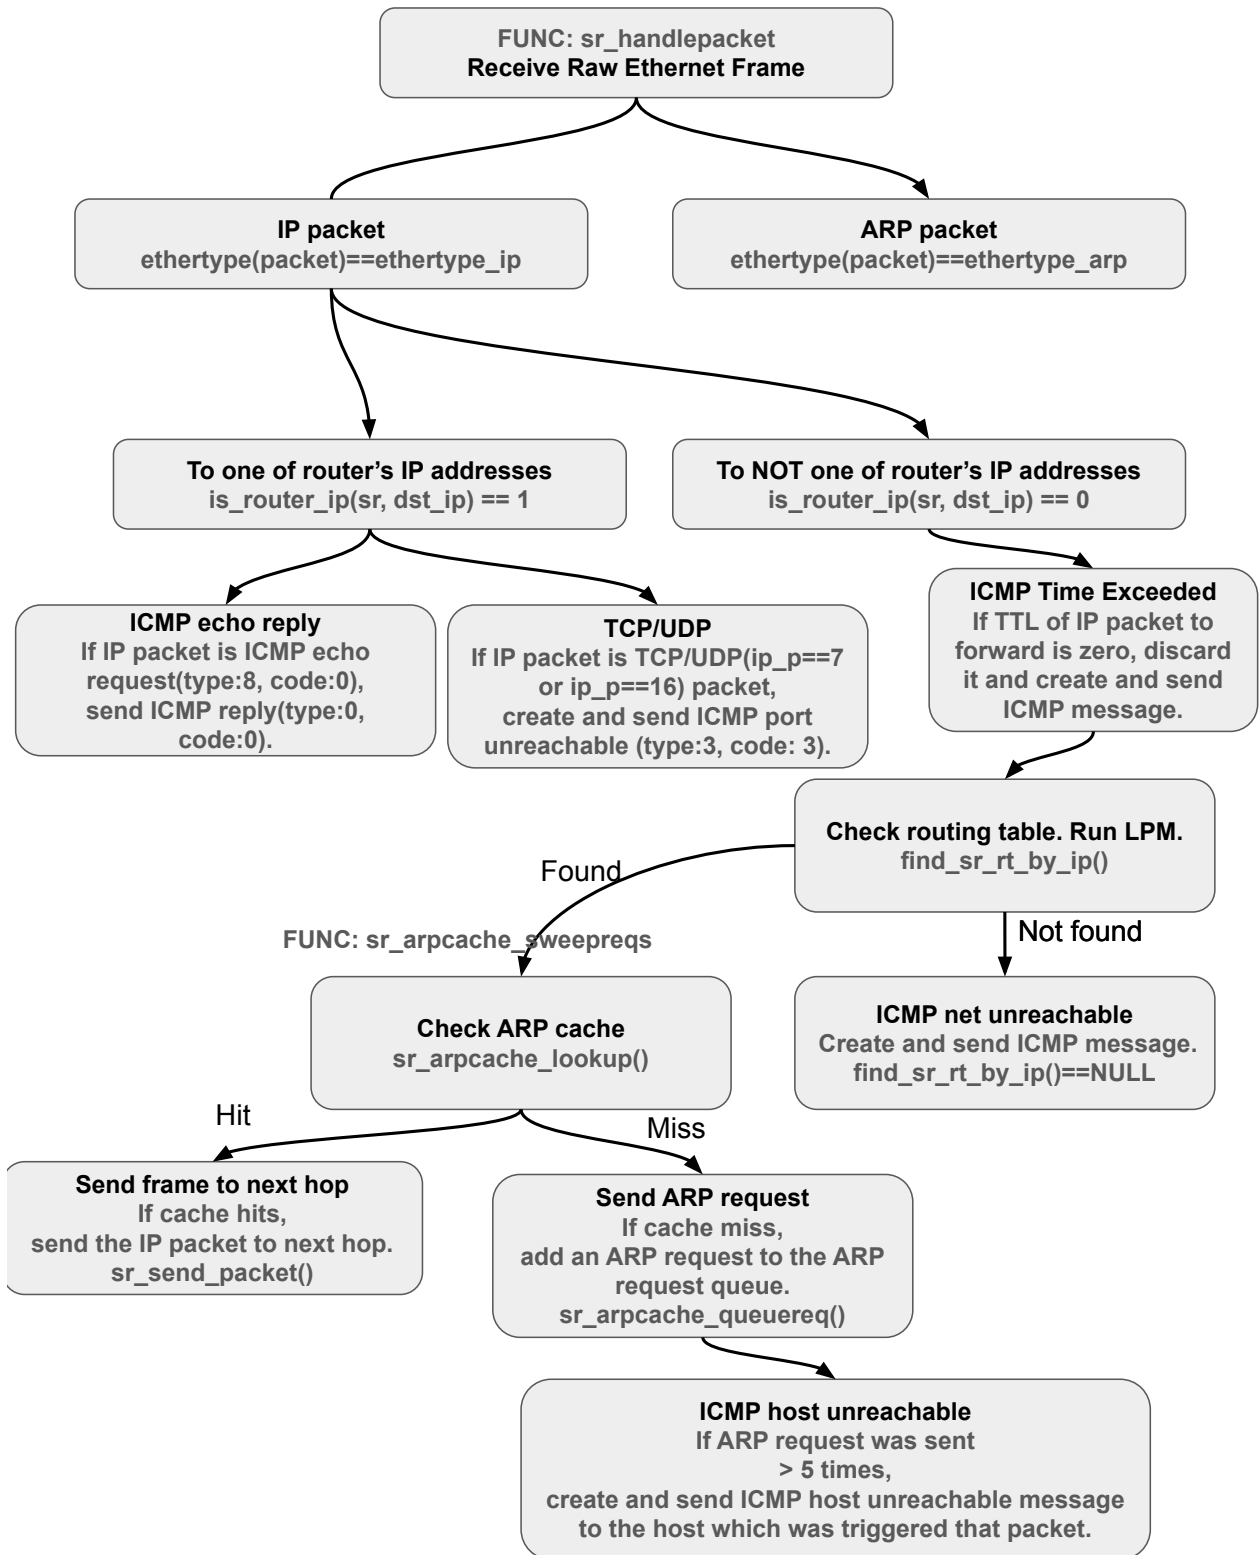 FUNC: sr_handlepacket
Receive Raw Ethernet Frame
IP packet
ethertype(packet)==ethertype_ip
ARP packet
ethertype(packet)==ethertype_arp
To one of router's IP addresses
is_router_ip(sr, dst_ip) == 1
To NOT one of router's IP addresses
is_router_ip(sr, dst_ip) == 0
ICMP echo reply
If IP packet is ICMP echo
request(type:8, code:0),
send ICMP reply(type:0,
code:0).
TCP/UDP
If IP packet is TCP/UDP(ip_p==7
or ip_p==16) packet,
create and send ICMP port
unreachable (type:3, code: 3).
ICMP Time Exceeded
If TTL of IP packet to
forward is zero, discard
it and create and send
ICMP message.
Check routing table. Run LPM.
find_sr_rt_by_ip()
Found
Not found
FUNC: sr_arpcache_sweepreqs
Check ARP cache
sr_arpcache_lookup()
ICMP net unreachable
Create and send ICMP message.
find_sr_rt_by_ip()==NULL
Hit
Miss
Send frame to next hop
If cache hits,
send the IP packet to next hop.
sr_send_packet()
Send ARP request
If cache miss,
add an ARP request to the ARP
request queue.
sr_arpcache_queuereq()
ICMP host unreachable
If ARP request was sent
> 5 times,
create and send ICMP host unreachable message
to the host which was triggered that packet.